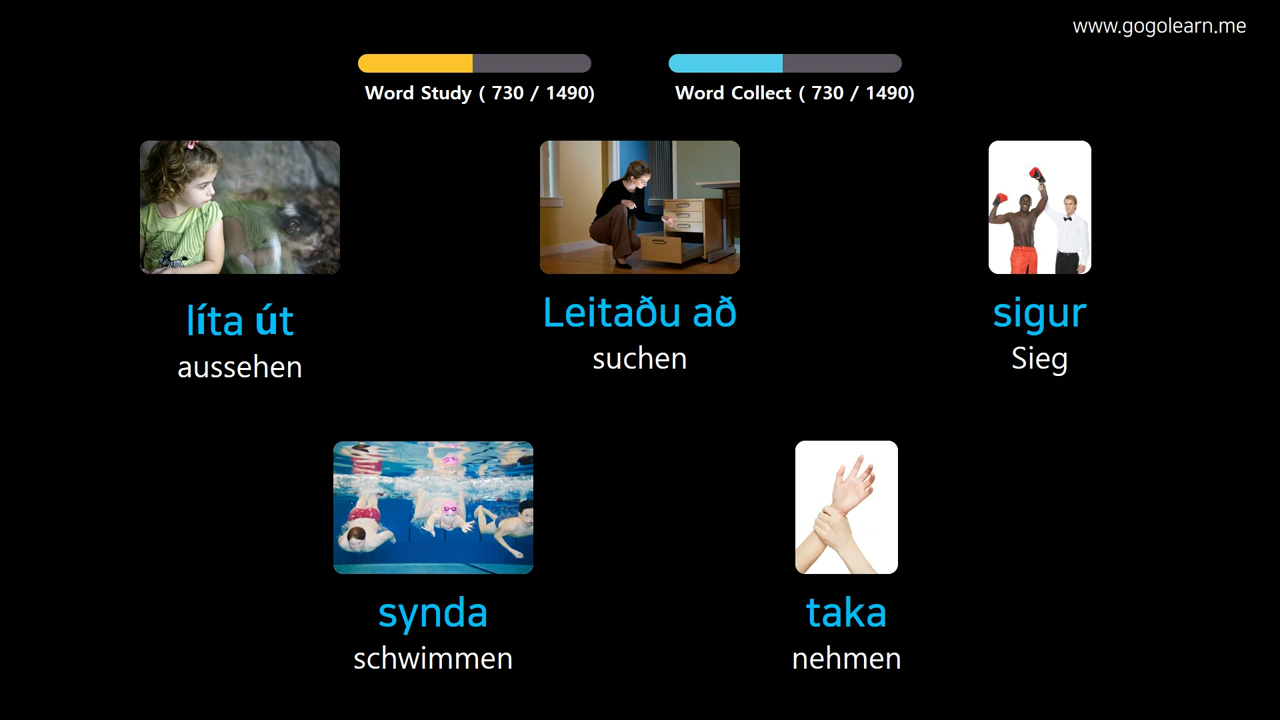 www.gogolearn.me
Word Study ( 730 / 1490)
Word Collect ( 730 / 1490)
líta út
aussehen
Leitaðu að
suchen
sigur
Sieg
synda
schwimmen
taka
nehmen